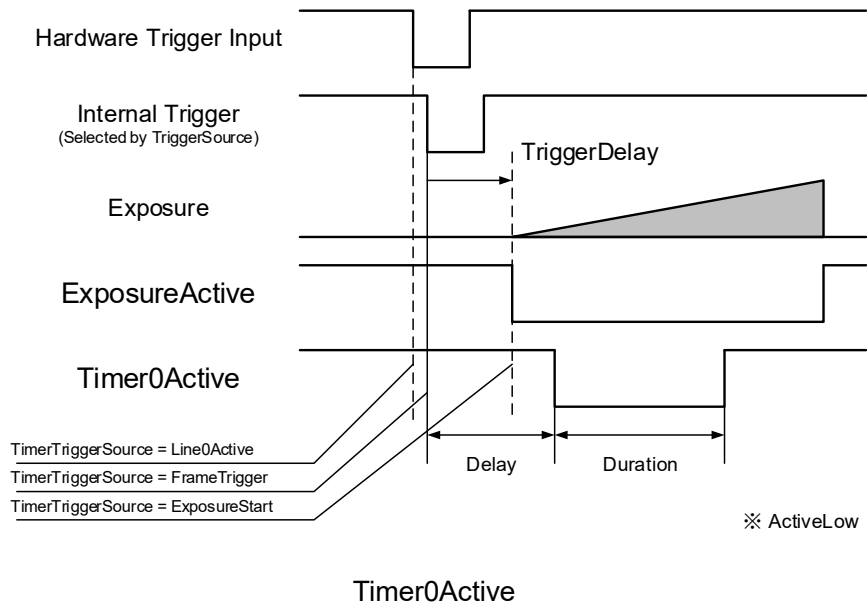 Hardware Trigger Input
Internal Trigger
(Selected by TriggerSource)
TriggerDelay
Exposure
ExposureActive
Timer0Active
TimerTriggerSource = Line0Active
TimerTriggerSource = FrameTrigger
TimerTriggerSource = ExposureStart
Delay
Duration
※ ActiveLow
Timer0Active